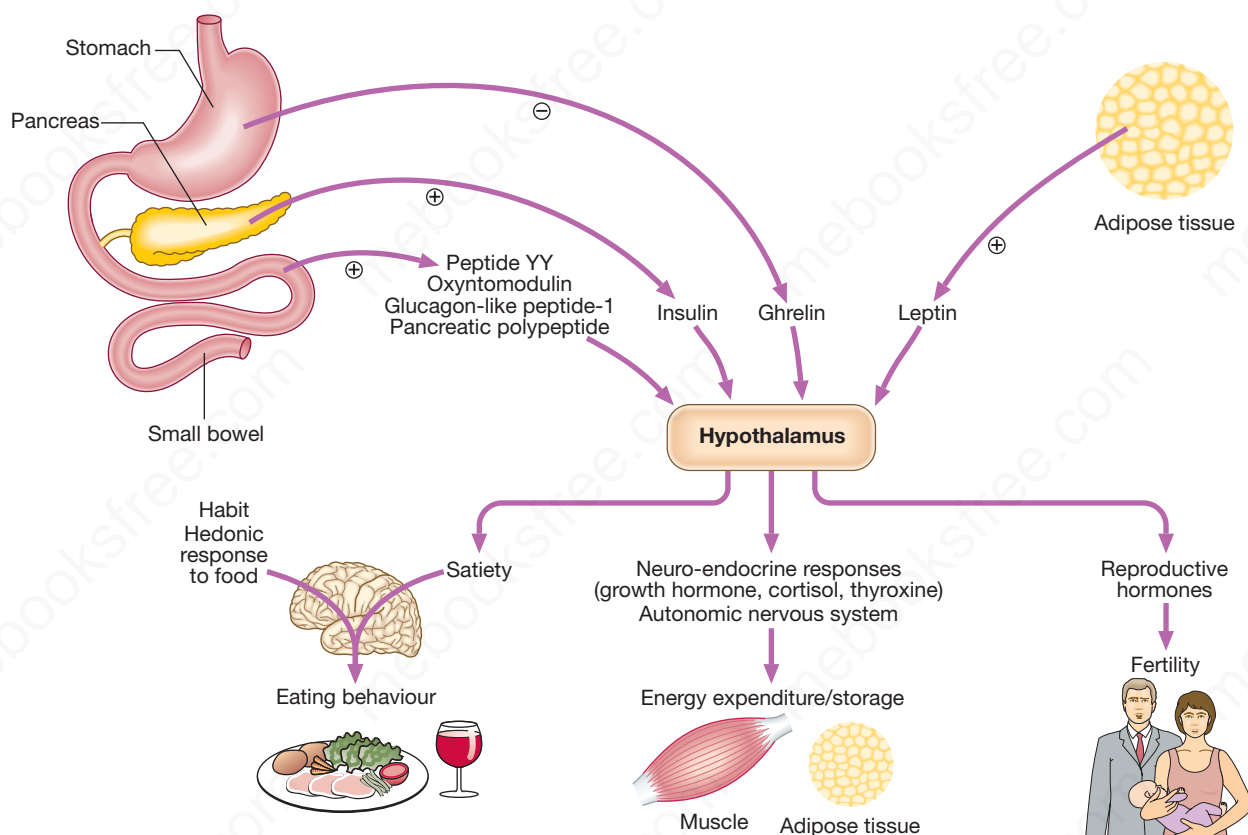 Stomach
Pancreas
Small bowel
Peptide YY
Oxyntomodulin
Glucagon-like peptide-1
Pancreatic polypeptide
Insulin
Ghrelin
Leptin
Adipose tissue
Hypothalamus
Habit
Hedonic
response
to food
Satiety
Eating behaviour
Neuro-endocrine responses
(growth hormone, cortisol, thyroxine)
Autonomic nervous system
Energy expenditure/storage
Muscle
Adipose tissue
Reproductive
hormones
Fertility
mebooksfree.com